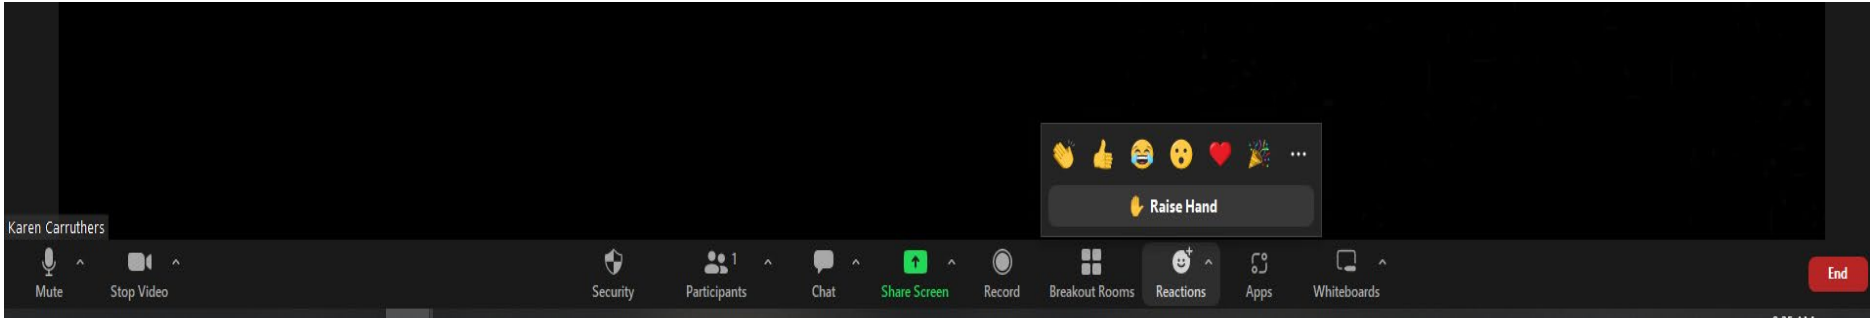 Raise Hand
Karen Carruthers
1
Mute
Stop Video
Security
Participants
Chat
Share Screen
Record
Breakout Rooms
Reactions
Apps
Whiteboards
End